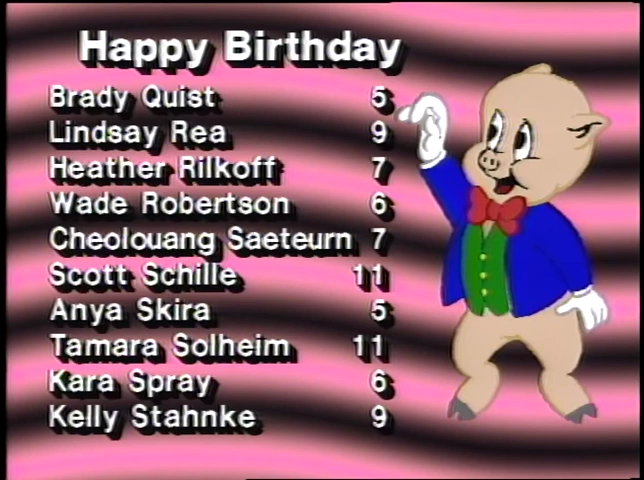 Happy Birthday
Brady Quist 5
Lindsay Rea 9
Heather Rilkoff 7
Wade Robertson 6
Cheolouang Saeteurn 7
Scott Schille 11
Anya Skira 5
Tamara Solheim 11
Kara Spray 6
Kelly Stahnke 9